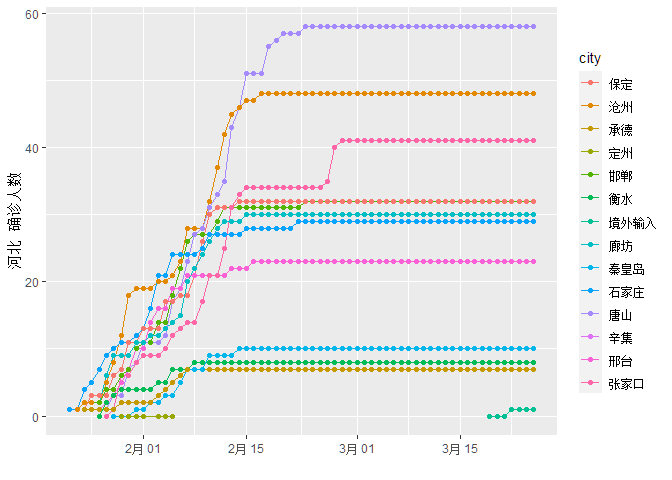 河北 确诊人数
60
40
20
0
2月 01
2月 15
3月 01
3月 15
city
保定
沧州
承德
定州
邯郸
衡水
境外输入
廊坊
秦皇岛
石家庄
唐山
辛集
邢台
张家口